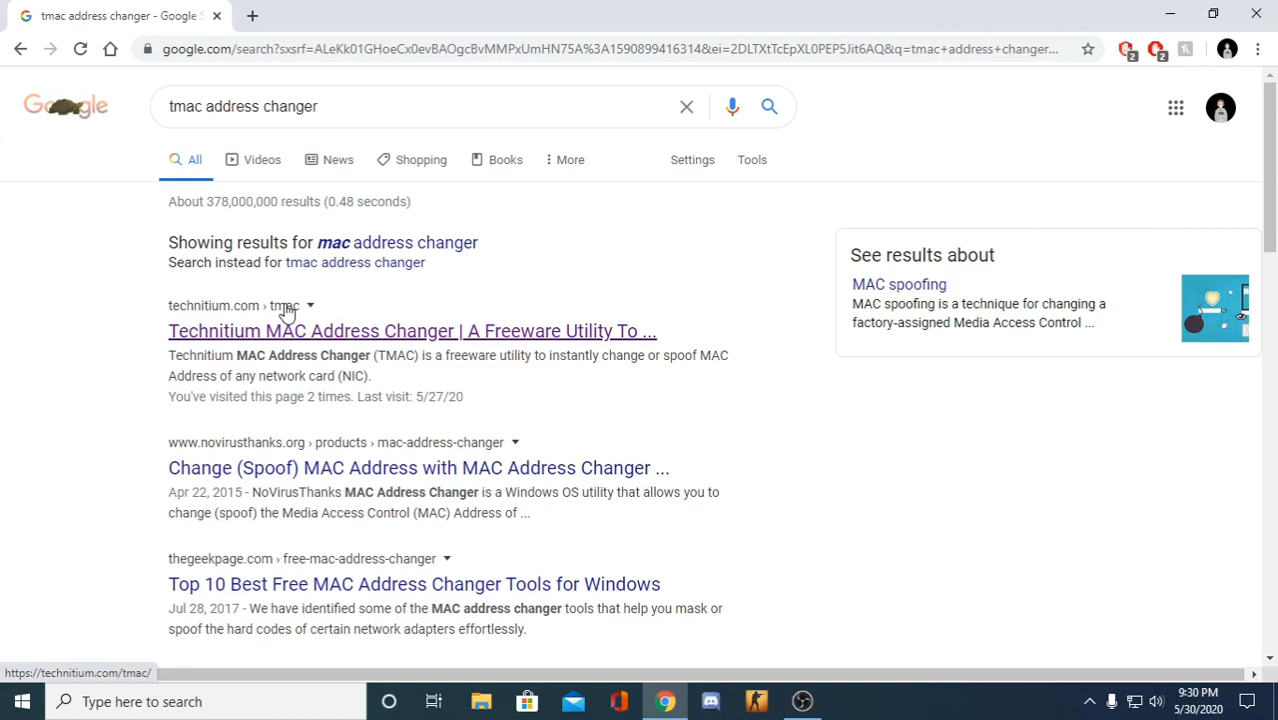 tmac address changer - Google S
google.com/search?sxsrf=ALeKk01GHoeCx0evBAOgcBvMMPxUmHN75A%3A1590899416314&ei=2DLTXtTcEpXL0PEP5Jit6AQ&q=tmac+address+changer...
2
2
Google
tmac address changer
All
Videos
News
Shopping
Books
More
Settings
Tools
About 378,000,000 results (0.48 seconds)
Showing results for mac address changer
Search instead for tmac address changer
technitium.com › tmac
Technitium MAC Address Changer | A Freeware Utility To ...
Technitium MAC Address Changer (TMAC) is a freeware utility to instantly change or spoof MAC
Address of any network card (NIC).
You've visited this page 2 times. Last visit: 5/27/20
www.novirusthanks.org › products › mac-address-changer
Change (Spoof) MAC Address with MAC Address Changer ...
Apr 22, 2015 - NoVirusThanks MAC Address Changer is a Windows OS utility that allows you to
change (spoof) the Media Access Control (MAC) Address of ...
thegeekpage.com › free-mac-address-changer
Top 10 Best Free MAC Address Changer Tools for Windows
Jul 28, 2017 - We have identified some of the MAC address changer tools that help you mask or
spoof the hard codes of certain network adapters effortlessly.
See results about
MAC spoofing
MAC spoofing is a technique for changing a
factory-assigned Media Access Control ...
https://technitium.com/tmac/
Type here to search
9:30 PM
5/30/2020